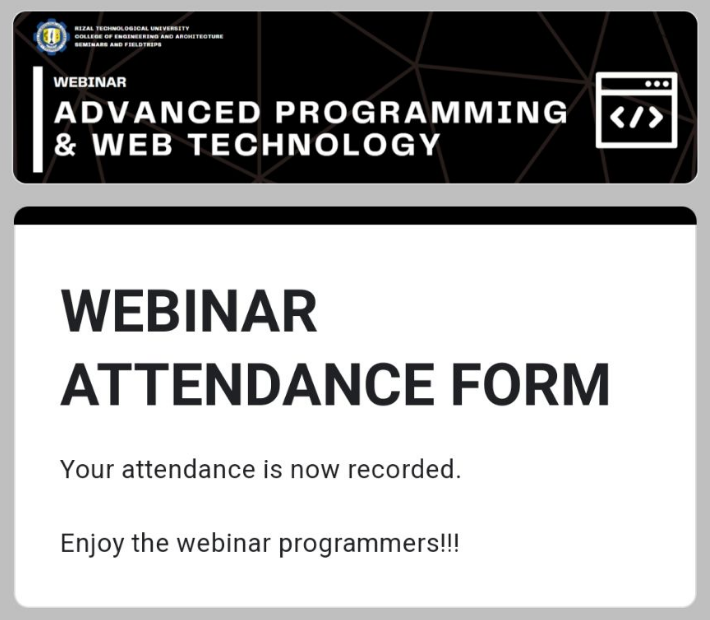 RIZAL TECHNOLOGICAL UNIVERSITY
COLLEGE OF ENGINEERING AND ARCHITECTURE
SEMINARS AND FIELDTRIPS
WEBINAR
ADVANCED PROGRAMMING
& WEB TECHNOLOGY
</>
WEBINAR
ATTENDANCE FORM
Your attendance is now recorded.
Enjoy the webinar programmers!!!